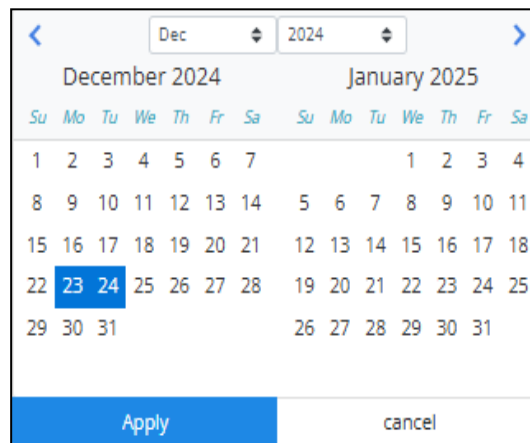 Dec 2024
December 2024 January 2025
Su Mo Tu We Th Fr Sa Su Mo Tu We Th Fr Sa
1 2 3 4 5 6 7 1 2 3 4
8 9 10 11 12 13 14 5 6 7 8 9 10 11
15 16 17 18 19 20 21 12 13 14 15 16 17 18
22 23 24 25 26 27 28 19 20 21 22 23 24 25
29 30 31 26 27 28 29 30 31
Apply cancel